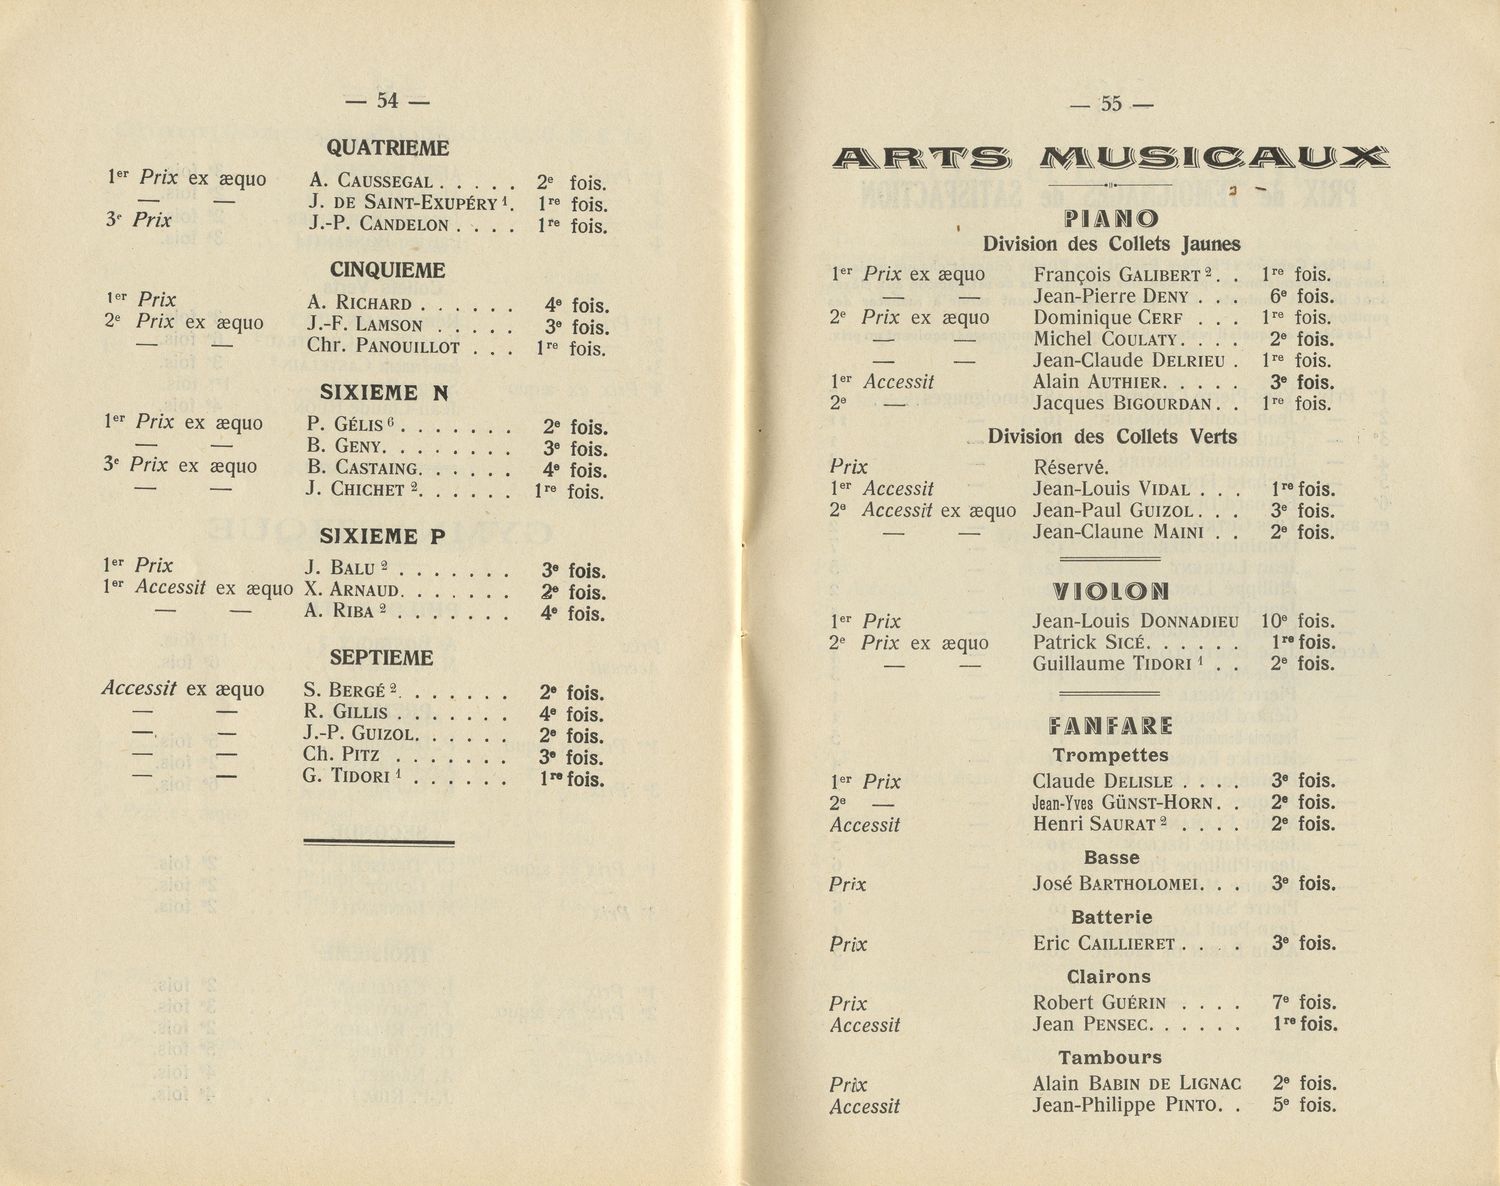 — 54 —
QUATRIEME
1er Prix ex æquo A. CAUSSEGAL . . . . . 2e fois.
— — J. DE SAINT-EXUPÉRY 1. 1re fois.
3e Prix J.-P. CANDELON . . . . 1re fois.
CINQUIEME
1er Prix A. RICHARD . . . . . . 4e fois.
2e Prix ex æquo J.-F. LAMSON . . . . . 3e fois.
— — Chr. PANOUILLOT . . . 1re fois.
SIXIEME N
1er Prix ex æquo P. GÉLIS 6 . . . . . . . 2e fois.
— — B. GENY. . . . . . . . 3e fois.
3e Prix ex æquo B. CASTAING. . . . . . 4e fois.
— — J. CHICHET 2. . . . . . 1re fois.
SIXIEME P
1er Prix J. BALU 2 . . . . . . . 3e fois.
1er Accessit ex æquo X. ARNAUD. . . . . . . 2e fois.
— — A. RIBA 2 . . . . . . . 4e fois.
SEPTIEME
Accessit ex æquo S. BERGÉ 2. . . . . . . 2e fois.
— — R. GILLIS . . . . . . . 4e fois.
— — J.-P. GUIZOL. . . . . . 2e fois.
— — Ch. PITZ . . . . . . . 3e fois.
— — G. TIDORI 1 . . . . . . 1re fois.
— 55 —
ARTS MUSICAUX
PIANO
Division des Collets Jaunes
1er Prix ex æquo François GALIBERT 2. . 1re fois.
— — Jean-Pierre DENY . . . 6e fois.
2e Prix ex æquo Dominique CERF . . . 1re fois.
— — Michel COULATY. . . . 2e fois.
— — Jean-Claude DELRIEU . 1re fois.
1er Accessit Alain AUTHIER. . . . . 3e fois.
2e — Jacques BIGOURDAN. . 1re fois.
Division des Collets Verts
Prix Réservé.
1er Accessit Jean-Louis VIDAL . . . 1re fois.
2e Accessit ex æquo Jean-Paul GUIZOL. . . 3e fois.
— — Jean-Claune MAINI . . 2e fois.
VIOLON
1er Prix Jean-Louis DONNADIEU 10e fois.
2e Prix ex æquo Patrick SICÉ. . . . . . 1re fois.
— — Guillaume TIDORI 1 . . 2e fois.
FANFARE
Trompettes
1er Prix Claude DELISLE . . . . 3e fois.
2e — Jean-Yves GÜNST-HORN. . 2e fois.
Accessit Henri SAURAT 2 . . . . 2e fois.
Basse
Prix José BARTHOLOMEI. . . 3e fois.
Batterie
Prix Eric CAILLIERET . . . . 3e fois.
Clairons
Prix Robert GUÉRIN . . . . 7e fois.
Accessit Jean PENSEC. . . . . . 1re fois.
Tambours
Prix Alain BABIN DE LIGNAC 2e fois.
Accessit Jean-Philippe PINTO. . 5e fois.